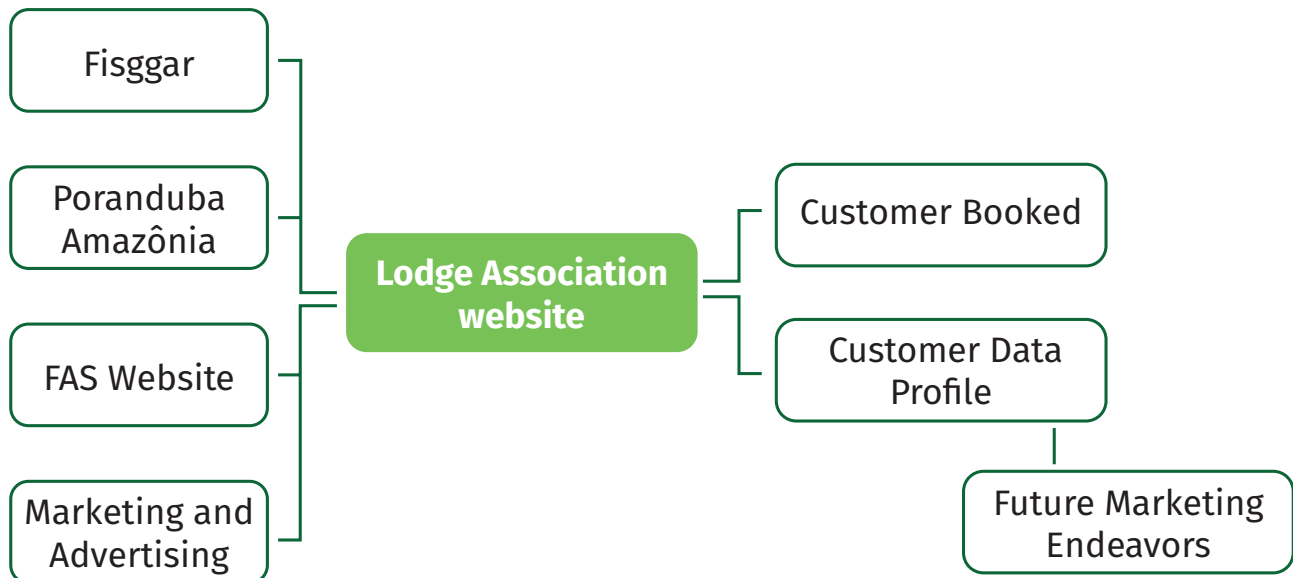 Fisggar
Poranduba
Amazônia
FAS Website
Marketing and
Advertising
Lodge Association
website
Customer Booked
Customer Data
Profile
Future Marketing
Endeavors